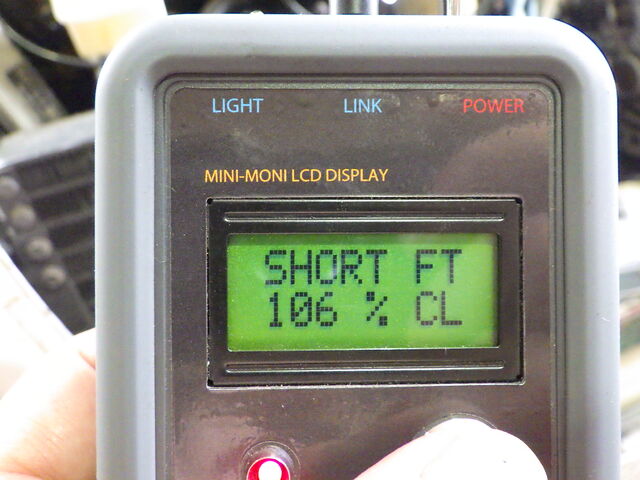 LIGHT LINK POWER
MINI-MONI LCD DISPLAY
SHORT FT
106 % CL